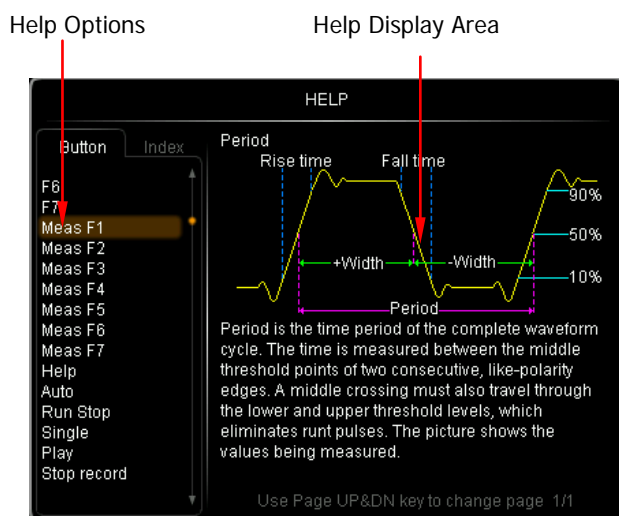 Help Options
Help Display Area
HELP
Button
Index
F6
F7
Meas F1
Meas F2
Meas F3
Meas F4
Meas F5
Meas F6
Meas F7
Help
Auto
Run Stop
Single
Play
Stop record
Period
Rise time
Fall time
90%
50%
10%
+Width
-Width
Period
Period is the time period of the complete waveform
cycle. The time is measured between the middle
threshold points of two consecutive, like-polarity
edges. A middle crossing must also travel through
the lower and upper threshold levels, which
eliminates runt pulses. The picture shows the
values being measured.
Use Page UP&DN key to change page 1/1